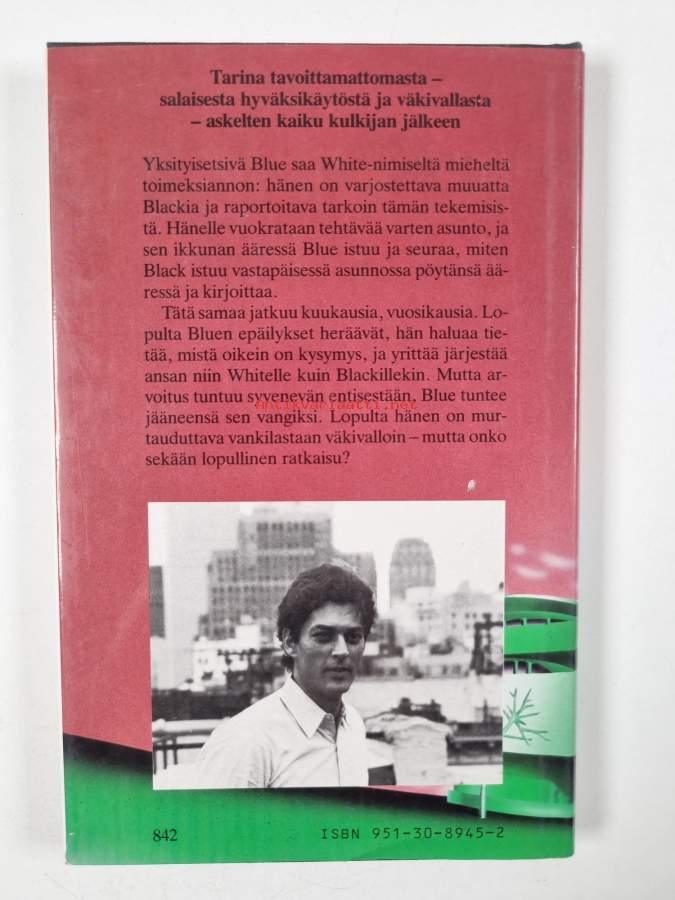 Tarina tavoittamattomasta –
salaisesta hyväksikäytöstä ja väkivallasta
– askelten kaiku kulkijan jälkeen
Yksityisetsivä Blue saa White-nimiseltä mieheltä
toimeksiannon: hänen on varjostettava muuatta
Blackia ja raportoitava tarkoin tämän tekemisis-
tä. Hänelle vuokrataan tehtävää varten asunto, ja
sen ikkunan ääressä Blue istuu ja seuraa, miten
Black istuu vastapäisessä asunnossa pöytänsä ää-
ressä ja kirjoittaa.
Tätä samaa jatkuu kuukausia, vuosikausia. Lo-
pulta Bluen epäilykset heräävät, hän haluaa tie-
tää, mistä oikein on kysymys, ja yrittää järjestää
ansan niin Whitelle kuin Blackillekin. Mutta ar-
voitus tuntuu syvenevän entisestään, Blue tuntee
antikvariaatti.net
jääneensä sen vangiksi. Lopulta hänen on mur-
tauduttava vankilastaan väkivalloin – mutta onko
sekään lopullinen ratkaisu?
842
ISBN 951-30-8945-2